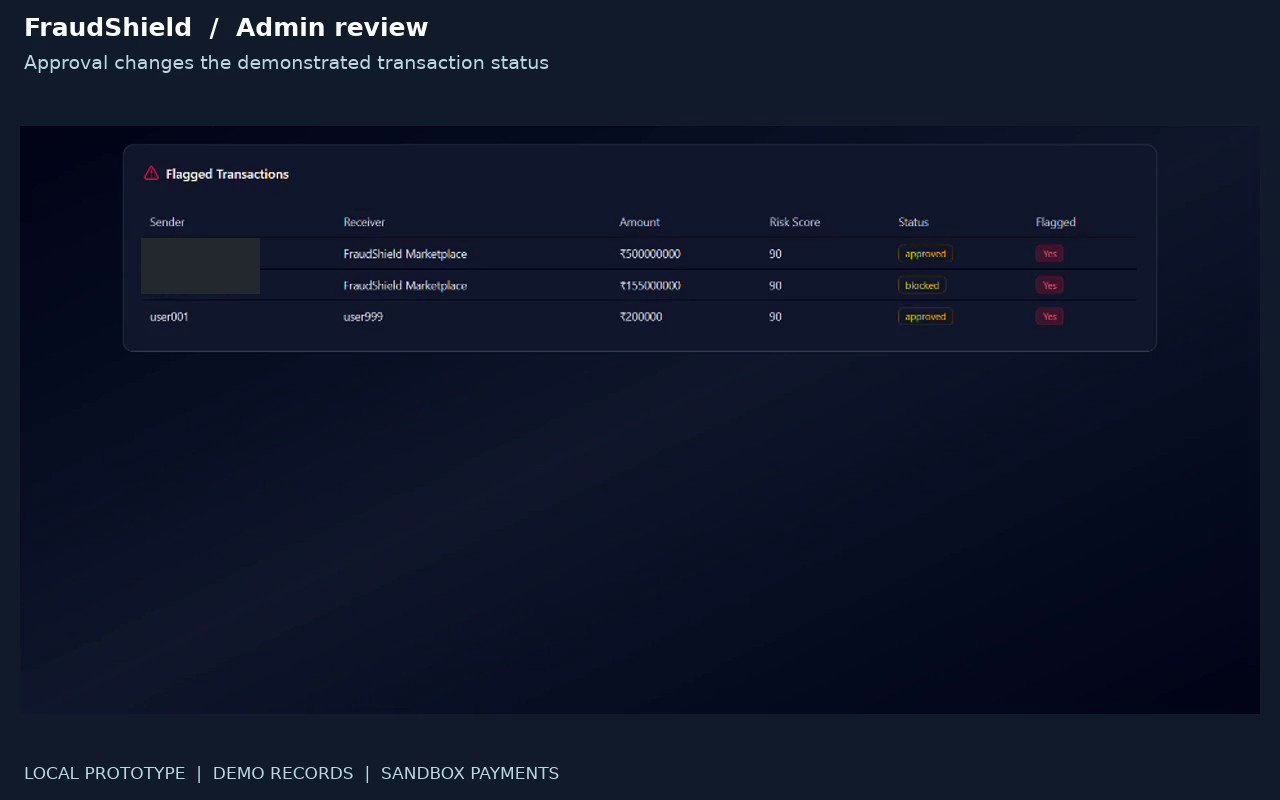 FraudShield / Admin review
Approval changes the demonstrated transaction status
Flagged Transactions
Sender Receiver Amount Risk Score Status Flagged
FraudShield Marketplace ₹500000000 90 approved Yes
FraudShield Marketplace ₹155000000 90 blocked Yes
user001 user999 ₹200000 90 approved Yes
LOCAL PROTOTYPE | DEMO RECORDS | SANDBOX PAYMENTS